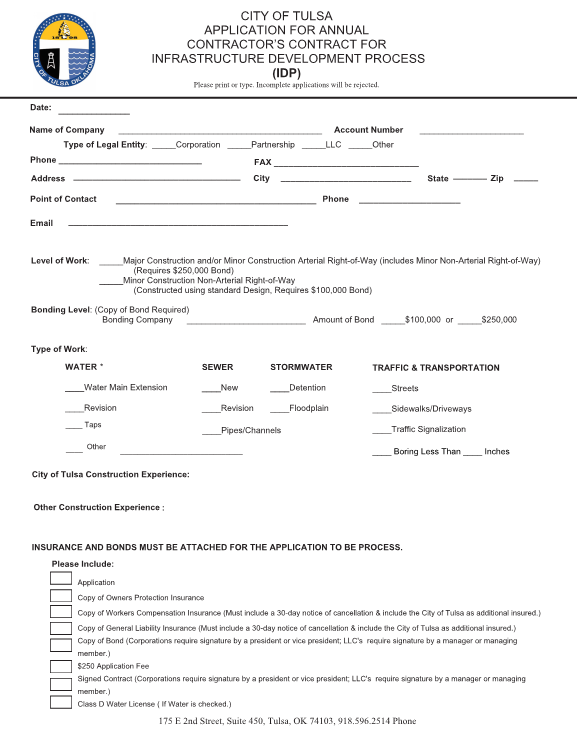 CITY OF TULSA
APPLICATION FOR ANNUAL
CONTRACTOR'S CONTRACT FOR
INFRASTRUCTURE DEVELOPMENT PROCESS
(IDP)
Please print or type. Incomplete applications will be rejected.
CITY OF TULSA OKLAHOMA
Date: _______________
Name of Company _______________ Account Number _______________
Type of Legal Entity: _____Corporation _____Partnership _____LLC _____Other
Phone _______________ FAX _______________
Address _______________ City _______________ State _______ Zip _____
Point of Contact _______________ Phone _______________
Email _______________
Level of Work: _____Major Construction and/or Minor Construction Arterial Right-of-Way (includes Minor Non-Arterial Right-of-Way)
(Requires $250,000 Bond)
_____Minor Construction Non-Arterial Right-of-Way
(Constructed using standard Design, Requires $100,000 Bond)
Bonding Level: (Copy of Bond Required)
Bonding Company _______________ Amount of Bond _____$100,000 or _____$250,000
Type of Work:
WATER * SEWER STORMWATER TRAFFIC & TRANSPORTATION
____Water Main Extension ____New ____Detention ____Streets
____Revision ____Revision ____Floodplain ____Sidewalks/Driveways
____ Taps ____Pipes/Channels ____Traffic Signalization
____ Other _______________ ____ Boring Less Than ____ Inches
City of Tulsa Construction Experience:
Other Construction Experience :
INSURANCE AND BONDS MUST BE ATTACHED FOR THE APPLICATION TO BE PROCESS.
Please Include:
Application
Copy of Owners Protection Insurance
Copy of Workers Compensation Insurance (Must include a 30-day notice of cancellation & include the City of Tulsa as additional insured.)
Copy of General Liability Insurance (Must include a 30-day notice of cancellation & include the City of Tulsa as additional insured.)
Copy of Bond (Corporations require signature by a president or vice president; LLC's require signature by a manager or managing
member.)
$250 Application Fee
Signed Contract (Corporations require signature by a president or vice president; LLC's require signature by a manager or managing
member.)
Class D Water License ( If Water is checked.)
175 E 2nd Street, Suite 450, Tulsa, OK 74103, 918.596.2514 Phone